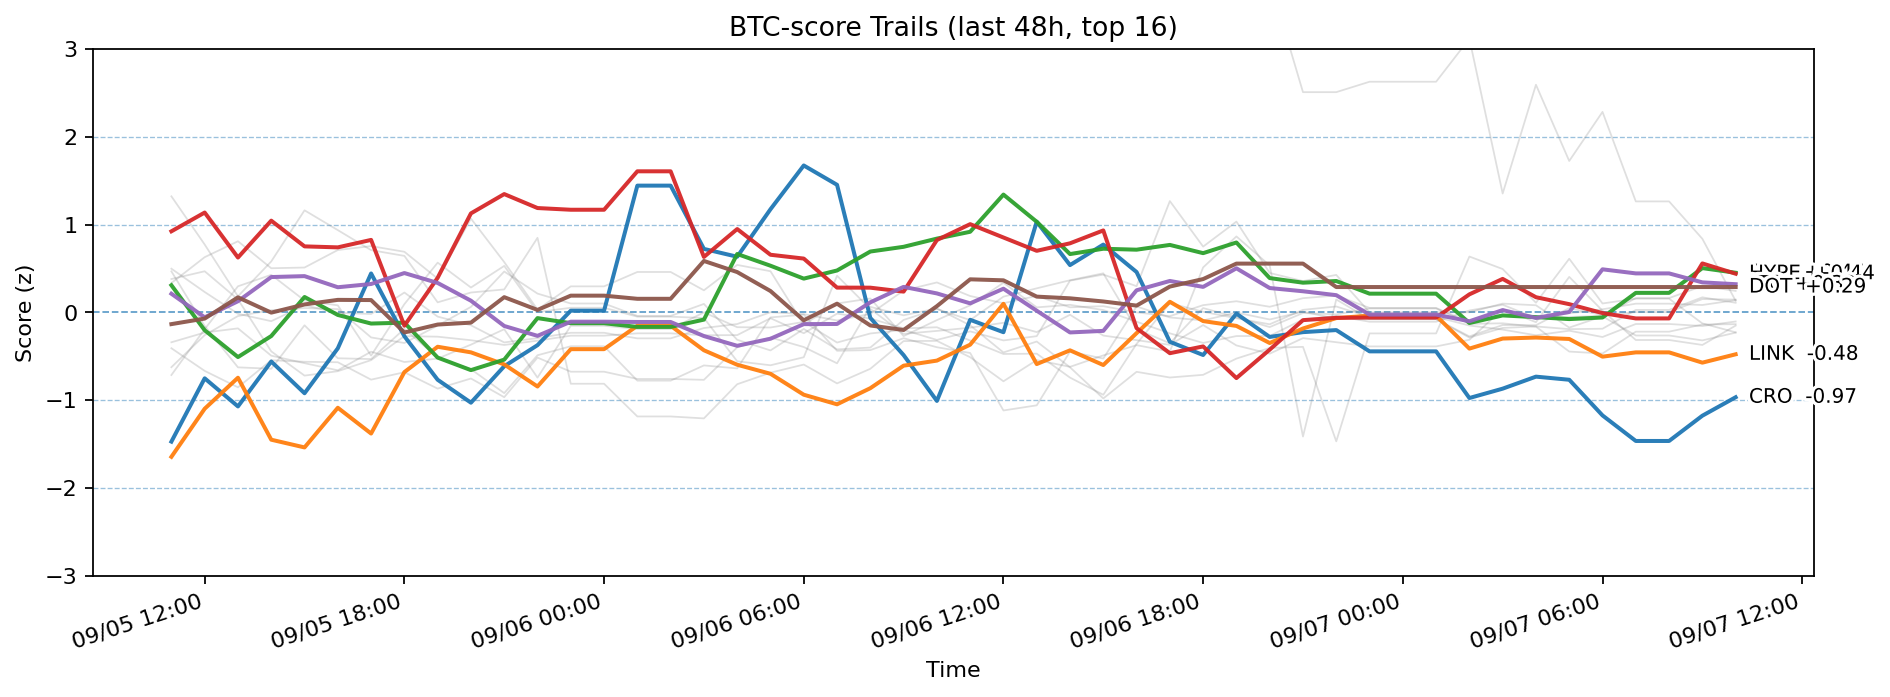 BTC-score Trails (last 48h, top 16)
Score (z)
3
2
1
0
−1
−2
−3
DOT +0.29
LINK -0.48
CRO -0.97
09/05 12:00
09/05 18:00
09/06 00:00
09/06 06:00
09/06 12:00
09/06 18:00
09/07 00:00
09/07 06:00
09/07 12:00
Time